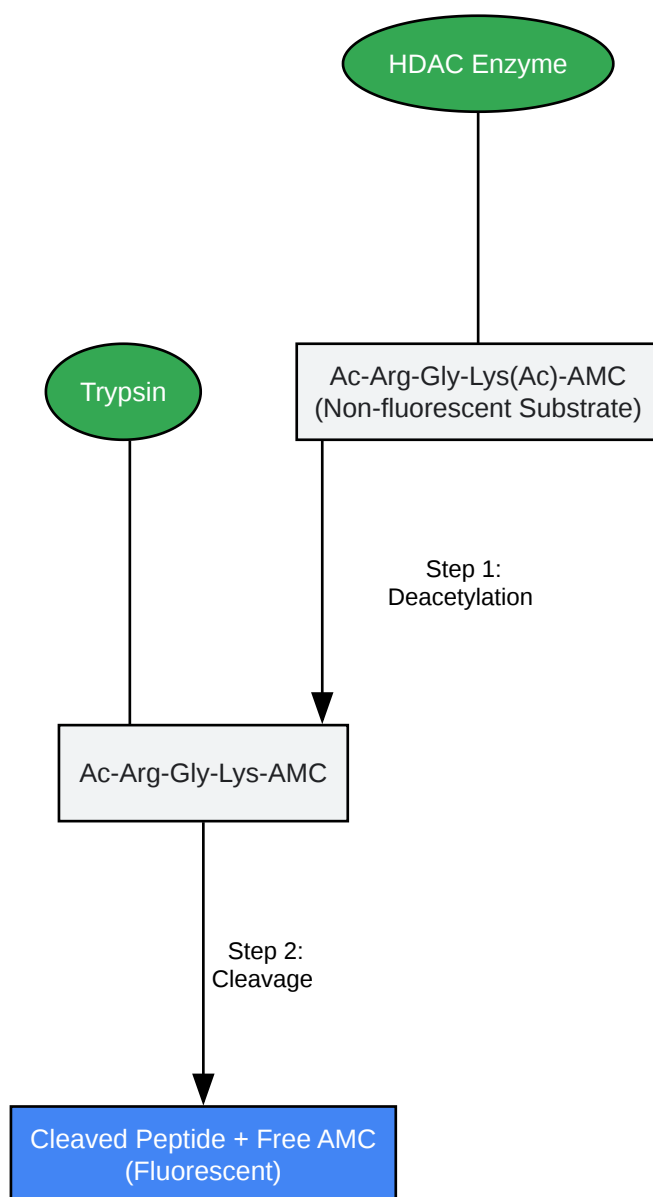 HDAC Enzyme
Trypsin
Ac-Arg-Gly-Lys(Ac)-AMC
(Non-fluorescent Substrate)
Step 1:
Deacetylation
Ac-Arg-Gly-Lys-AMC
Step 2:
Cleavage
Cleaved Peptide + Free AMC
(Fluorescent)